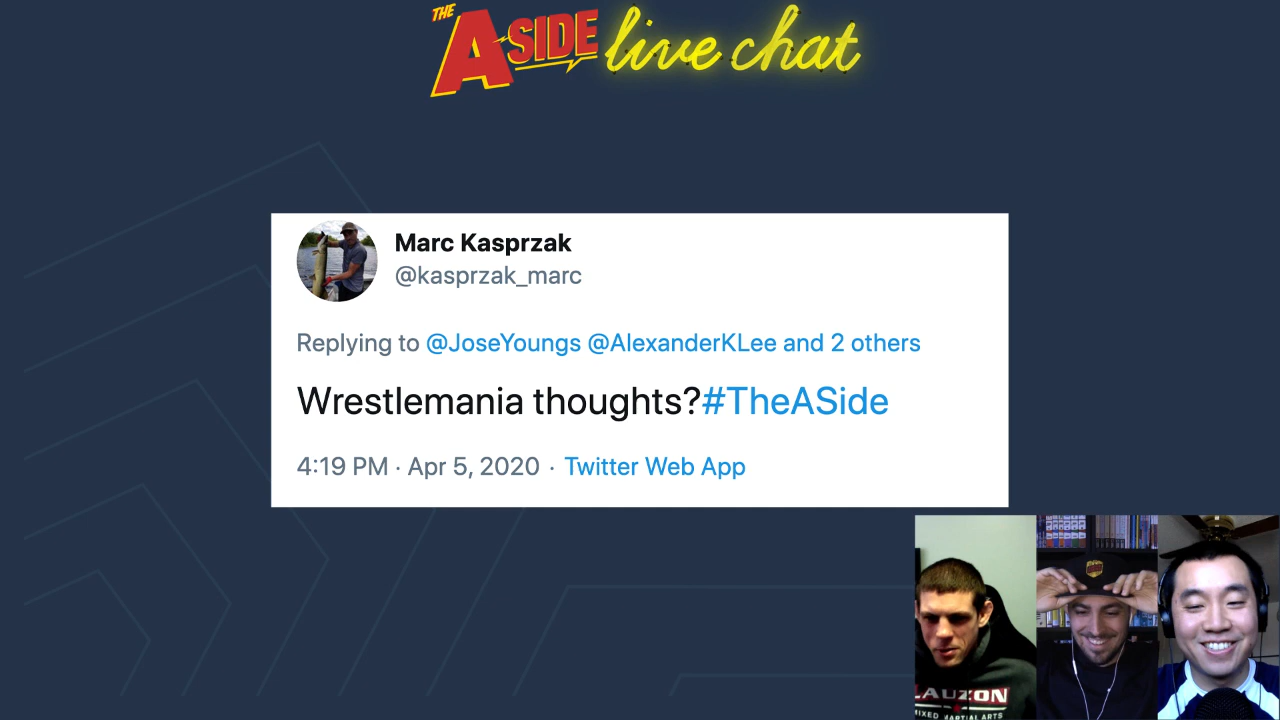 THE A SIDE live chat
Marc Kasprzak
@kasprzak_marc
Replying to @JoseYoungs @AlexanderKLee and 2 others
Wrestlemania thoughts?#TheASide
4:19 PM · Apr 5, 2020 · Twitter Web App
LAUZON
MIXED MARTIAL ARTS